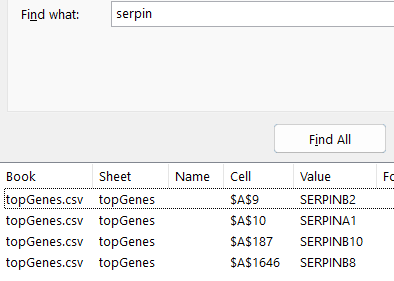 Find what: serpin
Find All
Book Sheet Name Cell Value Fo
topGenes.csv topGenes $A$9 SERPINB2
topGenes.csv topGenes $A$10 SERPINA1
topGenes.csv topGenes $A$187 SERPINB10
topGenes.csv topGenes $A$1646 SERPINB8